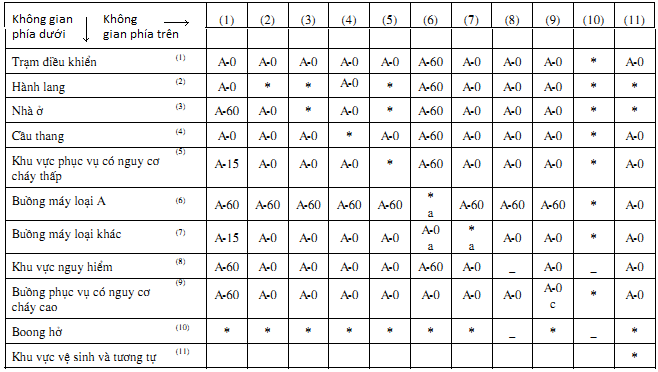 Không gian phía dưới ↓ Không gian phía trên → (1) (2) (3) (4) (5) (6) (7) (8) (9) (10) (11)
Trạm điều khiển (1) A-0 A-0 A-0 A-0 A-0 A-60 A-0 A-0 A-0 * A-0
Hành lang (2) A-0 * * A-0 * A-60 A-0 A-0 A-0 * *
Nhà ở (3) A-60 A-0 * A-0 * A-60 A-0 A-0 A-0 * *
Cầu thang (4) A-0 A-0 A-0 * A-0 A-60 A-0 A-0 A-0 * A-0
Khu vực phục vụ có nguy cơ cháy thấp (5) A-15 A-0 A-0 A-0 * A-60 A-0 A-0 A-0 * A-0
Buồng máy loại A (6) A-60 A-60 A-60 A-60 A-60 * a A-60 A-60 A-60 * A-0
Buồng máy loại khác (7) A-15 A-0 A-0 A-0 A-0 A-0 a * a A-0 A-0 * A-0
Khu vực nguy hiểm (8) A-60 A-0 A-0 A-0 A-0 A-60 A-0 _ A-0 _ A-0
Buồng phục vụ có nguy cơ cháy cao (9) A-60 A-0 A-0 A-0 A-0 A-0 A-0 A-0 A-0 c * A-0
Boong hở (10) * * * * * * * _ * _ *
Khu vực vệ sinh và tương tự (11) *